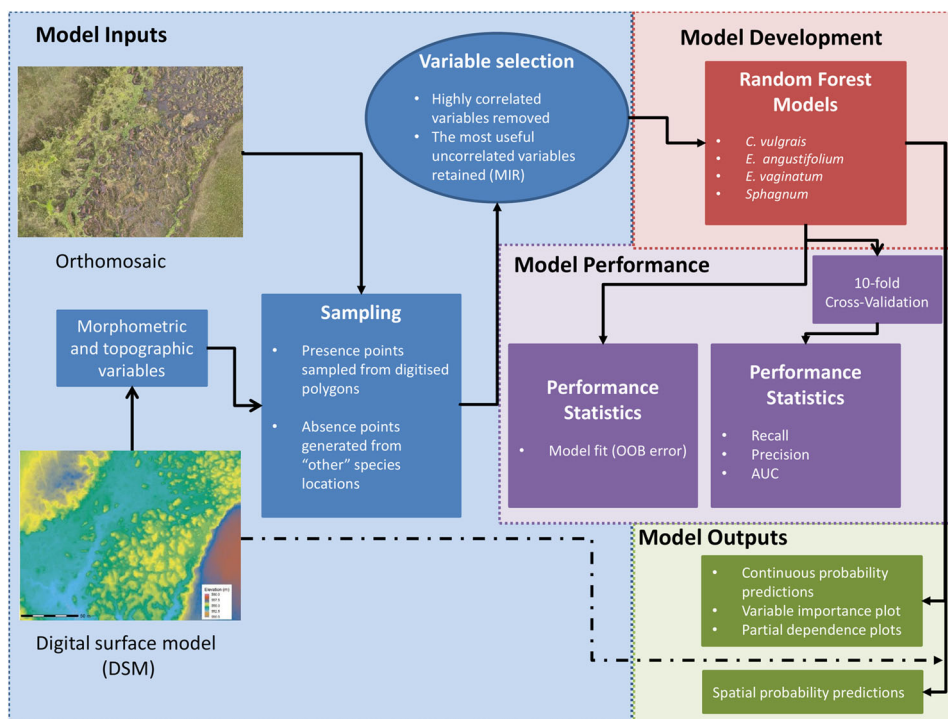 Model Inputs
Orthomosaic
Morphometric
and topographic
variables
Digital surface model
(DSM)
Sampling
• Presence points
sampled from digitised
polygons
• Absence points
generated from
“other” species
locations
Variable selection
• Highly correlated
variables removed
• The most useful
uncorrelated variables
retained (MIR)
Model Development
Random Forest
Models
• C. vulgrais
• E. angustifolium
• E. vaginatum
• Sphagnum
Model Performance
10-fold
Cross-Validation
Performance
Statistics
• Model fit (OOB error)
Performance
Statistics
• Recall
• Precision
• AUC
Model Outputs
• Continuous probability
predictions
• Variable importance plot
• Partial dependence plots
Spatial probability predictions